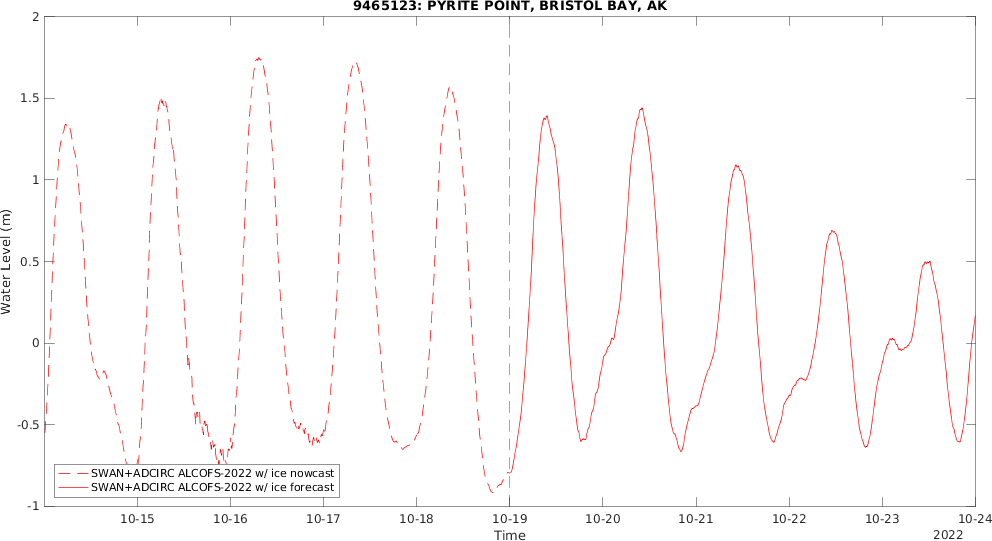 9465123: PYRITE POINT, BRISTOL BAY, AK
2
1.5
1
0.5
0
-0.5
-1
Water Level (m)
SWAN+ADCIRC ALCOFS-2022 w/ ice nowcast
SWAN+ADCIRC ALCOFS-2022 w/ ice forecast
10-15 10-16 10-17 10-18 10-19 10-20 10-21 10-22 10-23 10-24
Time
2022